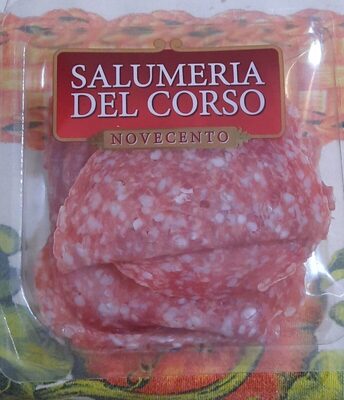 SALUMERIA
DEL CORSO
NOVECENTO